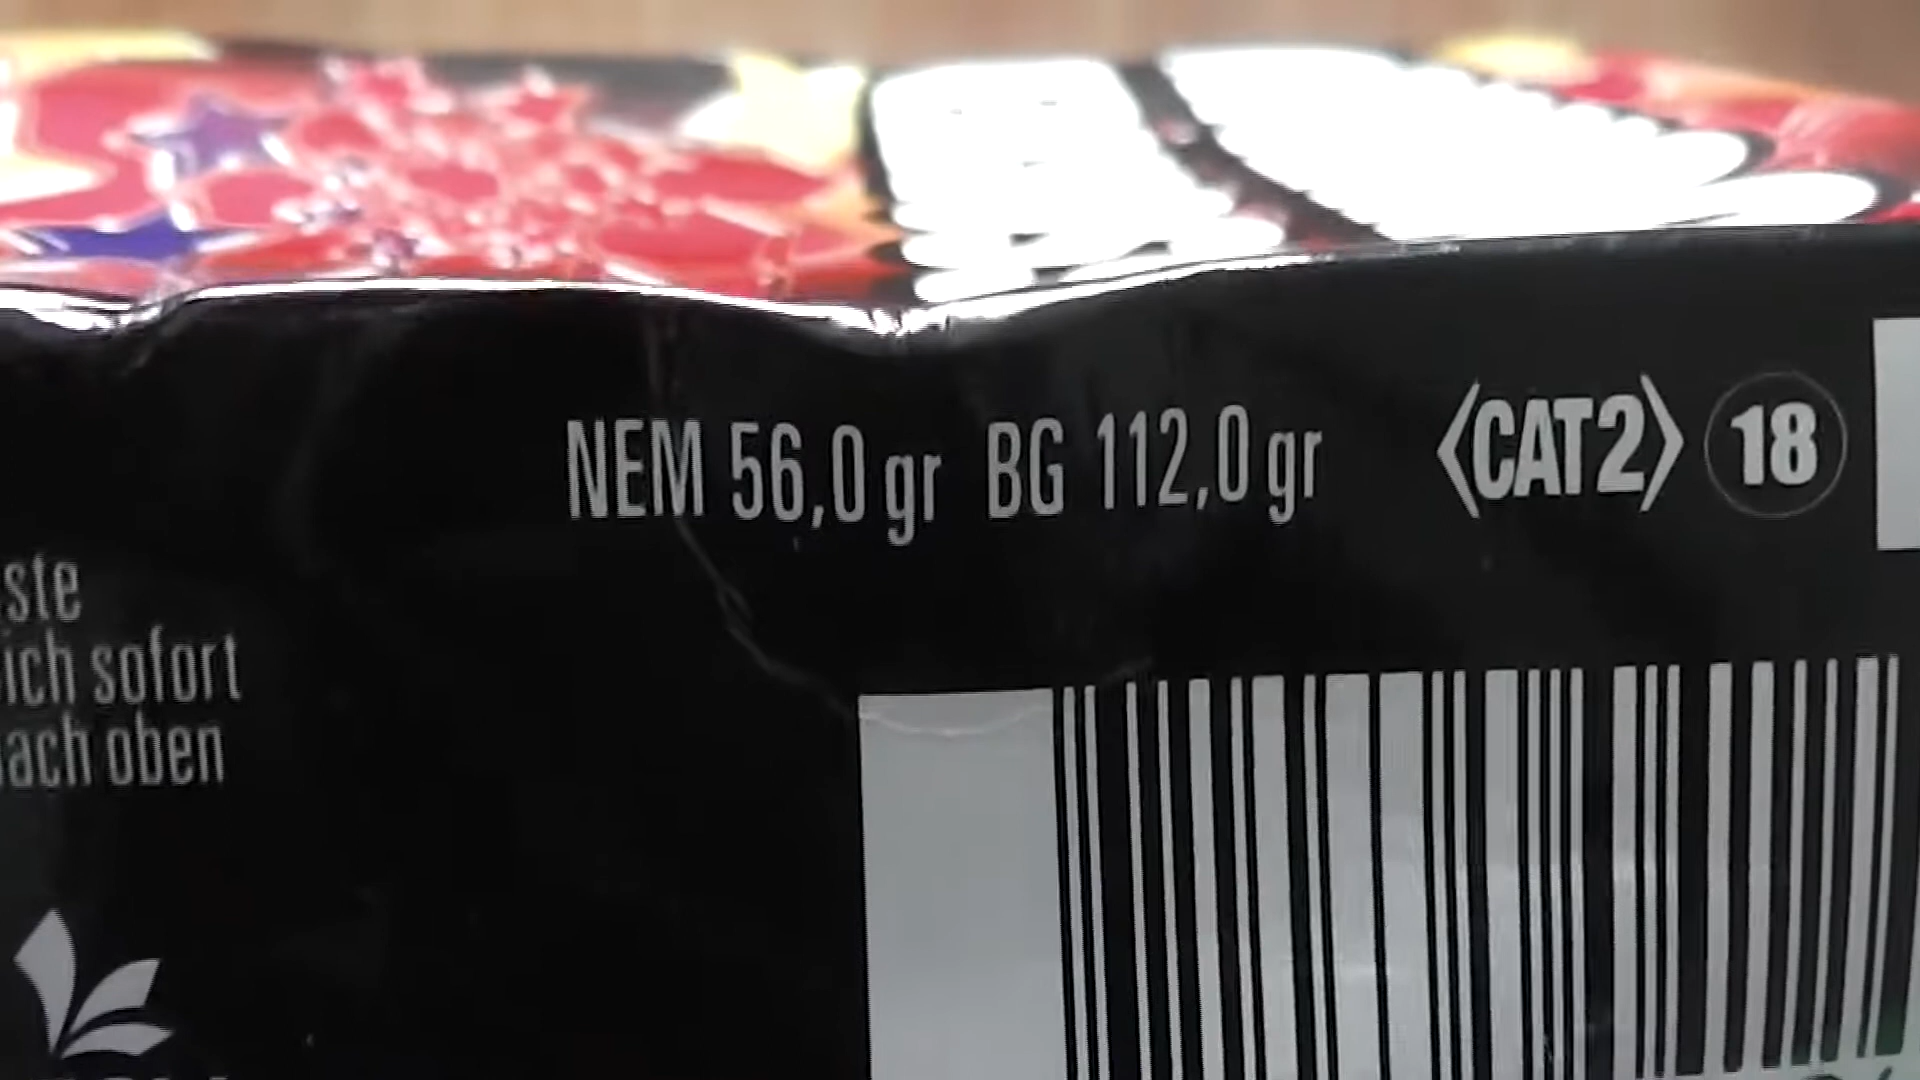 NEM 56,0 gr BG 112,0 gr
⟨CAT2⟩ 18
ste
ich sofort
ach oben